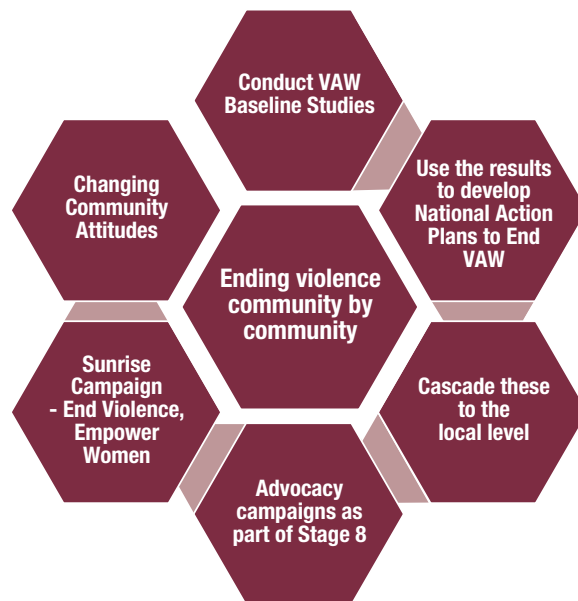 Conduct VAW
Baseline Studies
Use the results
to develop
National Action
Plans to End
VAW
Cascade these
to the
local level
Advocacy
campaigns as
part of Stage 8
Sunrise
Campaign
- End Violence,
Empower
Women
Changing
Community
Attitudes
Ending violence
community by
community